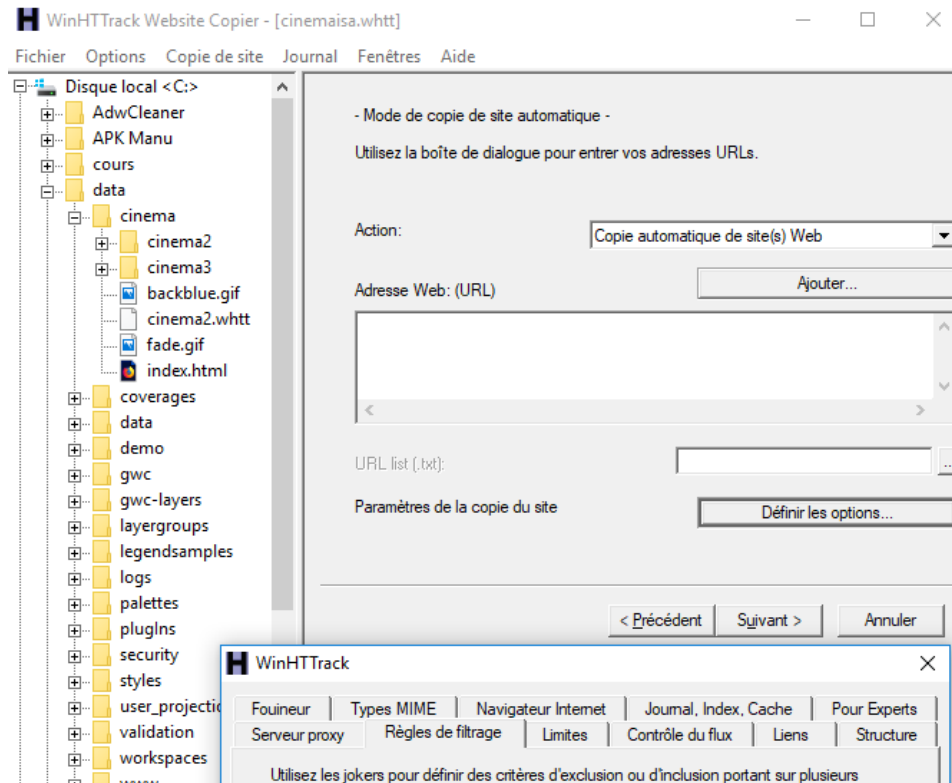 WinHTTrack Website Copier - [cinemaisa.whtt]
Fichier Options Copie de site Journal Fenêtres Aide
Disque local <C:>
AdwCleaner
APK Manu
cours
data
cinema
cinema2
cinema3
backblue.gif
cinema2.whtt
fade.gif
index.html
coverages
data
demo
gwc
gwc-layers
layergroups
legendsamples
logs
palettes
plugIns
security
styles
user_projectio
validation
workspaces
- Mode de copie de site automatique -
Utilisez la boîte de dialogue pour entrer vos adresses URLs.
Action:
Copie automatique de site(s) Web
Adresse Web: (URL)
Ajouter...
URL list (.txt):
..
Paramètres de la copie du site
Définir les options...
< Précédent Suivant > Annuler
WinHTTrack
Fouineur Types MIME Navigateur Internet Journal, Index, Cache Pour Experts
Serveur proxy Règles de filtrage Limites Contrôle du flux Liens Structure
Utilisez les jokers pour définir des critères d'exclusion ou d'inclusion portant sur plusieurs